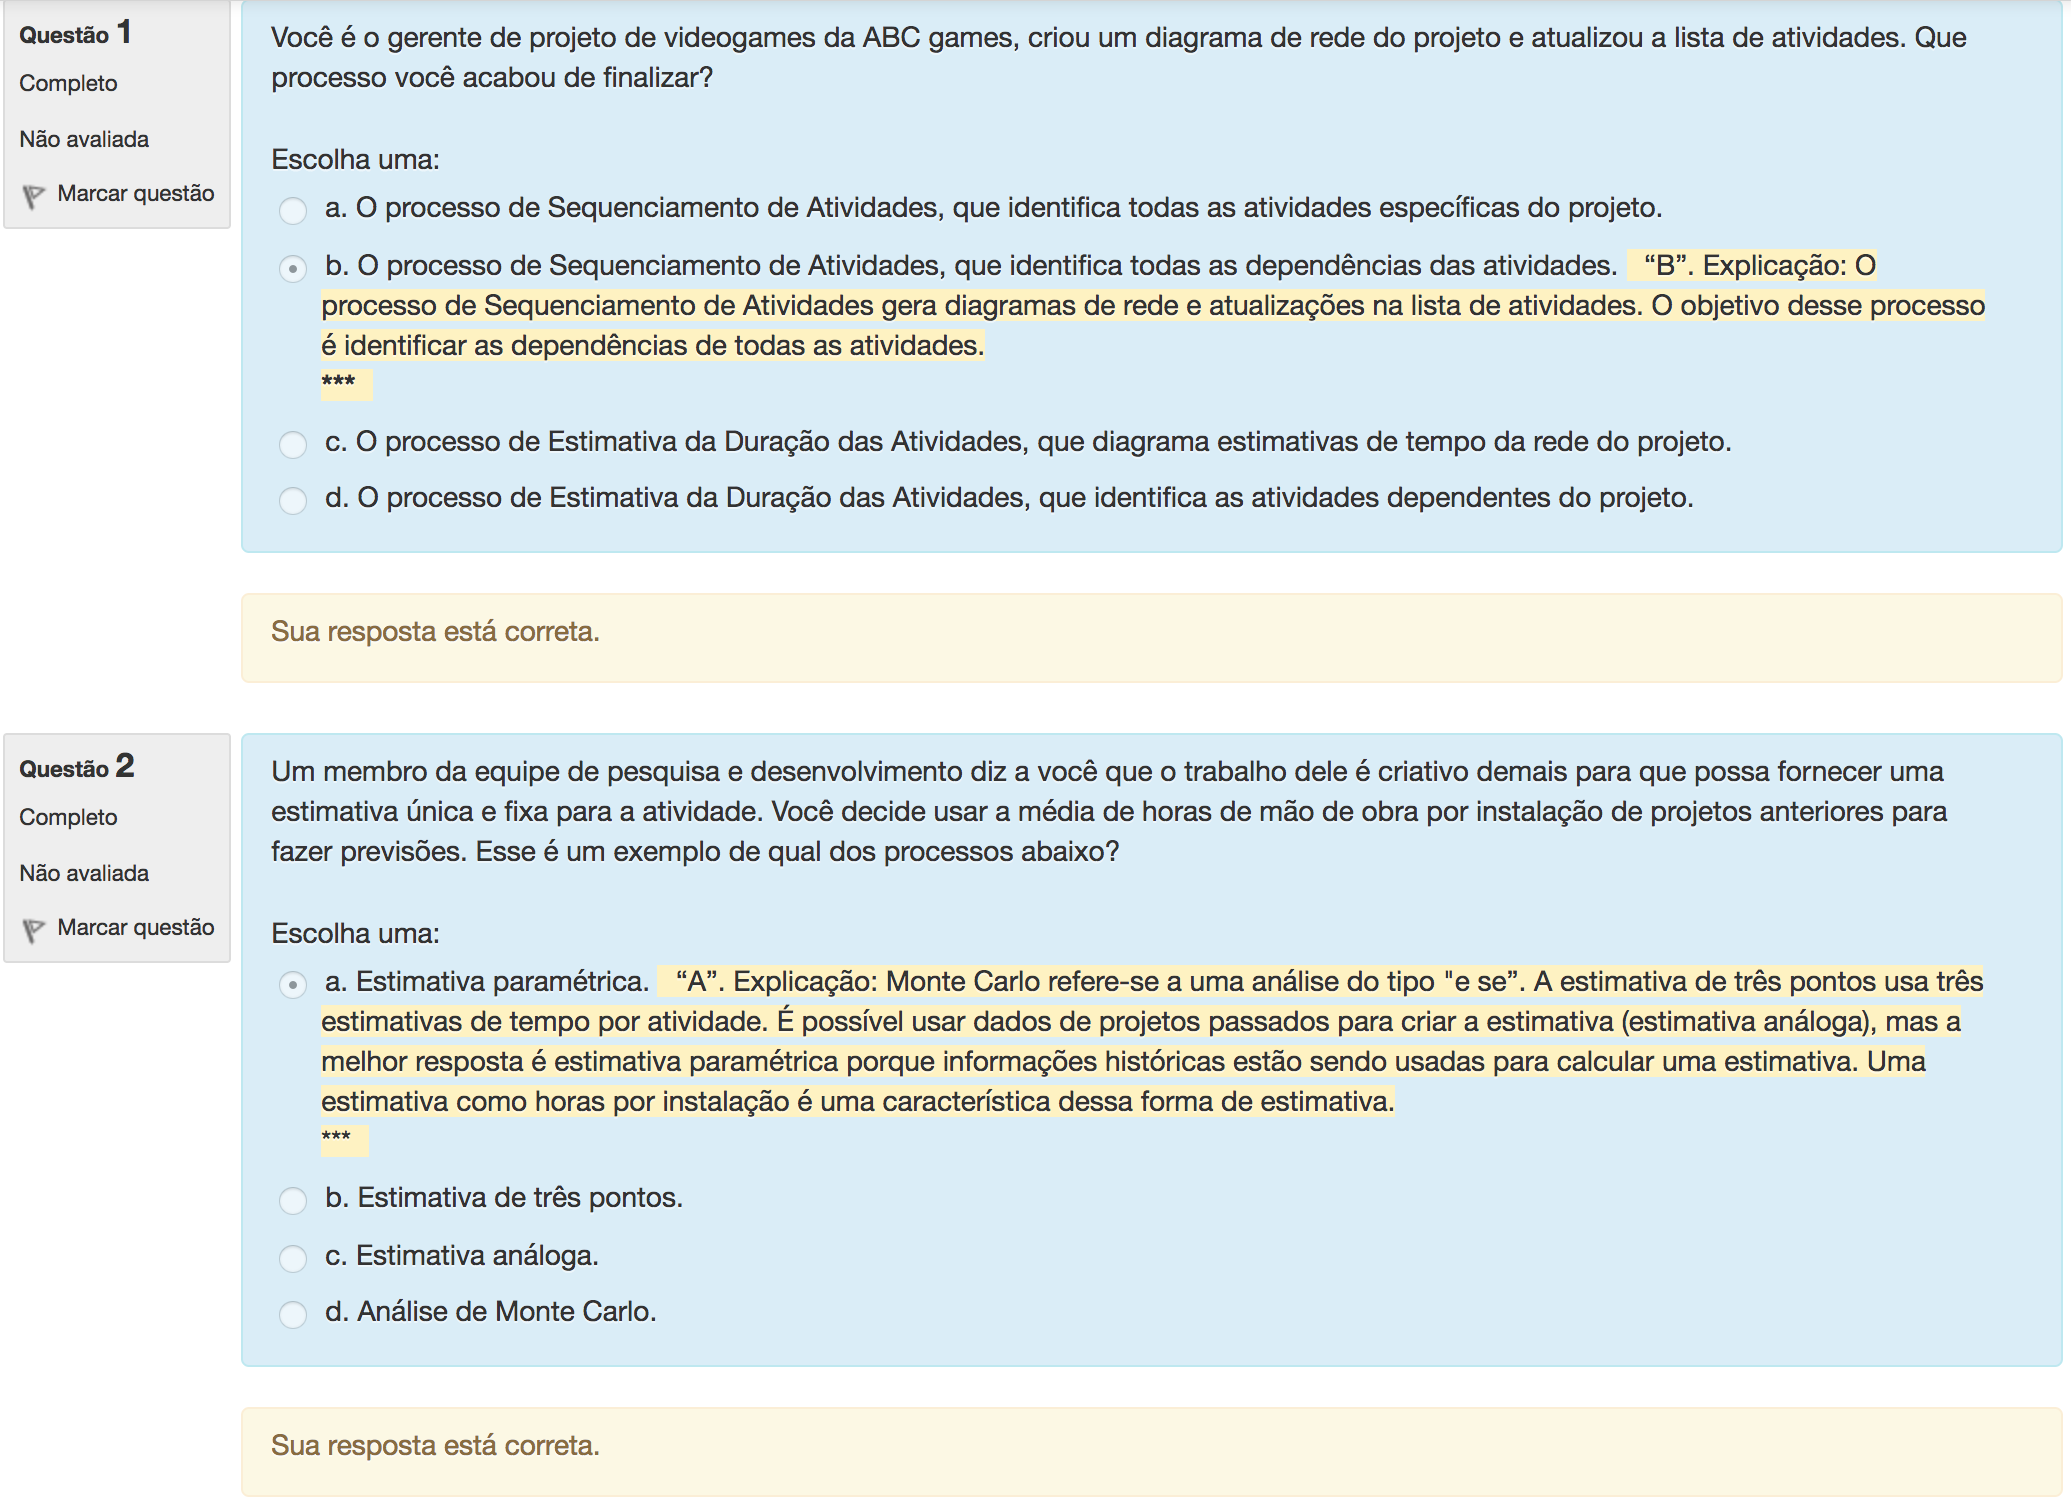 Questão 1
Completo
Não avaliada
Marcar questão
Você é o gerente de projeto de videogames da ABC games, criou um diagrama de rede do projeto e atualizou a lista de atividades. Que
processo você acabou de finalizar?
Escolha uma:
a. O processo de Sequenciamento de Atividades, que identifica todas as atividades específicas do projeto.
b. O processo de Sequenciamento de Atividades, que identifica todas as dependências das atividades. “B”. Explicação: O
processo de Sequenciamento de Atividades gera diagramas de rede e atualizações na lista de atividades. O objetivo desse processo
é identificar as dependências de todas as atividades.
***
c. O processo de Estimativa da Duração das Atividades, que diagrama estimativas de tempo da rede do projeto.
d. O processo de Estimativa da Duração das Atividades, que identifica as atividades dependentes do projeto.
Sua resposta está correta.
Questão 2
Completo
Não avaliada
Marcar questão
Um membro da equipe de pesquisa e desenvolvimento diz a você que o trabalho dele é criativo demais para que possa fornecer uma
estimativa única e fixa para a atividade. Você decide usar a média de horas de mão de obra por instalação de projetos anteriores para
fazer previsões. Esse é um exemplo de qual dos processos abaixo?
Escolha uma:
a. Estimativa paramétrica. “A”. Explicação: Monte Carlo refere-se a uma análise do tipo "e se”. A estimativa de três pontos usa três
estimativas de tempo por atividade. É possível usar dados de projetos passados para criar a estimativa (estimativa análoga), mas a
melhor resposta é estimativa paramétrica porque informações históricas estão sendo usadas para calcular uma estimativa. Uma
estimativa como horas por instalação é uma característica dessa forma de estimativa.
***
b. Estimativa de três pontos.
c. Estimativa análoga.
d. Análise de Monte Carlo.
Sua resposta está correta.